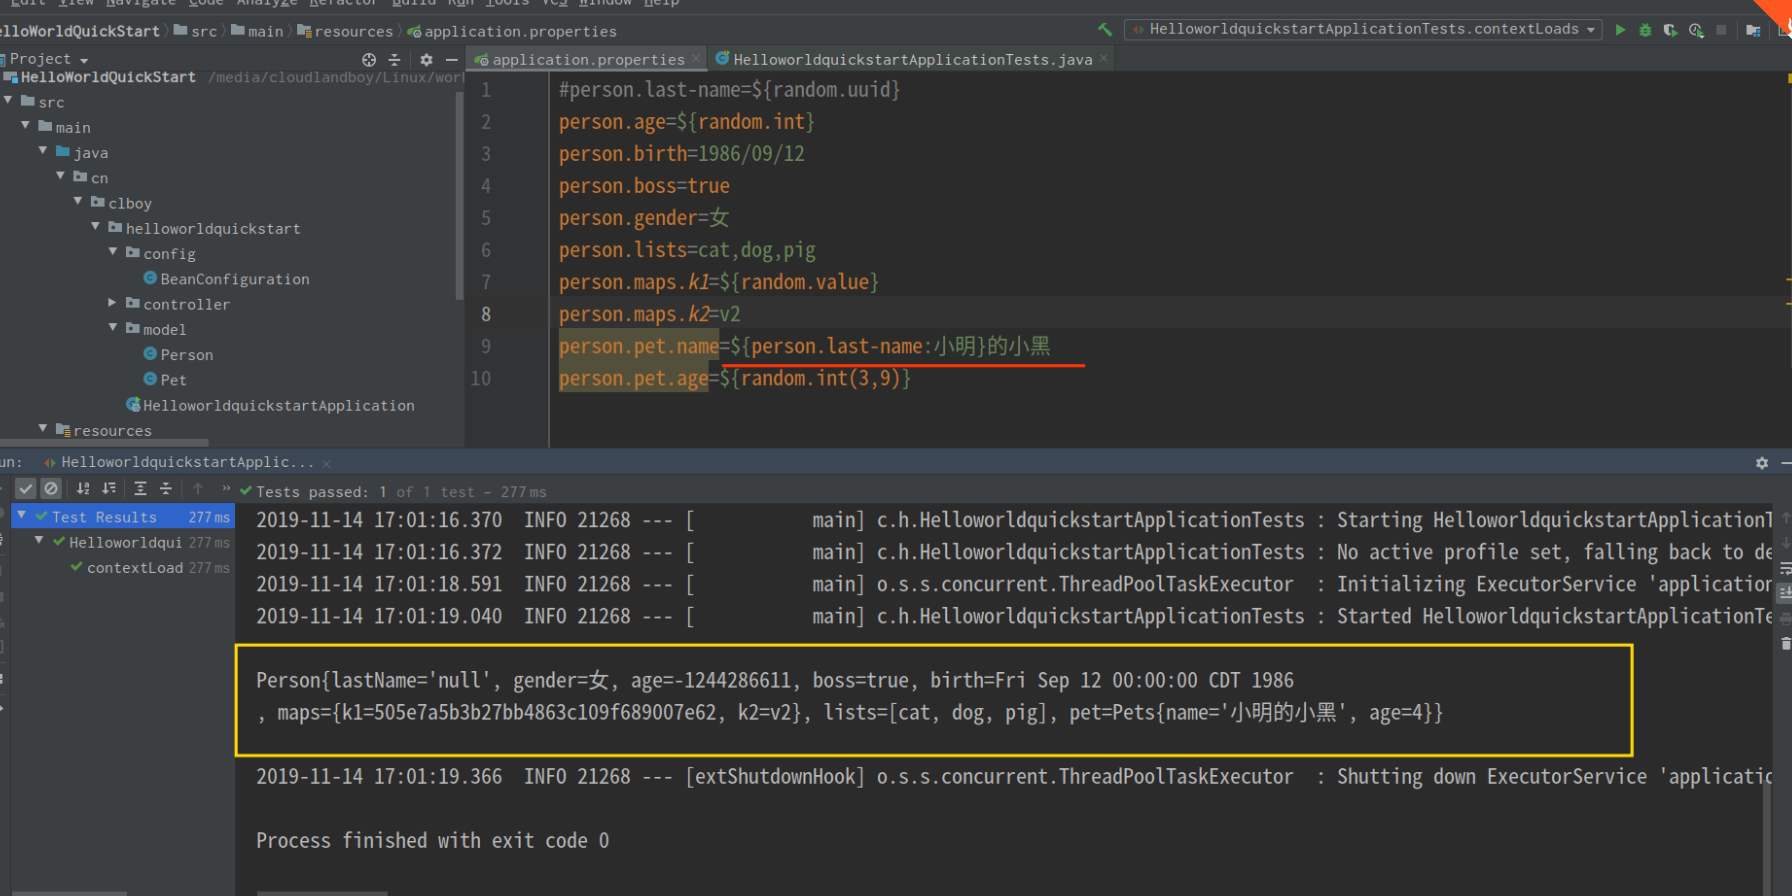 Edit View Navigate Code Analyze Refactor Build Run Tools VCS Window Help
elloWorldQuickStart src main resources application.properties
HelloworldquickstartApplicationTests.contextLoads
Project
application.properties HelloworldquickstartApplicationTests.java
HelloWorldQuickStart /media/cloudlandboy/Linux/wor
src
main
java
cn
clboy
helloworldquickstart
config
BeanConfiguration
controller
model
Person
Pet
HelloworldquickstartApplication
resources
1 #person.last-name=${random.uuid}
2 person.age=${random.int}
3 person.birth=1986/09/12
4 person.boss=true
5 person.gender=女
6 person.lists=cat,dog,pig
7 person.maps.k1=${random.value}
8 person.maps.k2=v2
9 person.pet.name=${person.last-name:小明}的小黑
10 person.pet.age=${random.int(3,9)}
un: HelloworldquickstartApplic...
Tests passed: 1 of 1 test – 277 ms
Test Results 277 ms
Helloworldqui 277 ms
contextLoad 277 ms
2019-11-14 17:01:16.370 INFO 21268 --- [ main] c.h.HelloworldquickstartApplicationTests : Starting HelloworldquickstartApplicationT
2019-11-14 17:01:16.372 INFO 21268 --- [ main] c.h.HelloworldquickstartApplicationTests : No active profile set, falling back to de
2019-11-14 17:01:18.591 INFO 21268 --- [ main] o.s.s.concurrent.ThreadPoolTaskExecutor : Initializing ExecutorService 'application
2019-11-14 17:01:19.040 INFO 21268 --- [ main] c.h.HelloworldquickstartApplicationTests : Started HelloworldquickstartApplicationTe
Person{lastName='null', gender=女, age=-1244286611, boss=true, birth=Fri Sep 12 00:00:00 CDT 1986
, maps={k1=505e7a5b3b27bb4863c109f689007e62, k2=v2}, lists=[cat, dog, pig], pet=Pets{name='小明的小黑', age=4}}
2019-11-14 17:01:19.366 INFO 21268 --- [extShutdownHook] o.s.s.concurrent.ThreadPoolTaskExecutor : Shutting down ExecutorService 'applicatio
Process finished with exit code 0